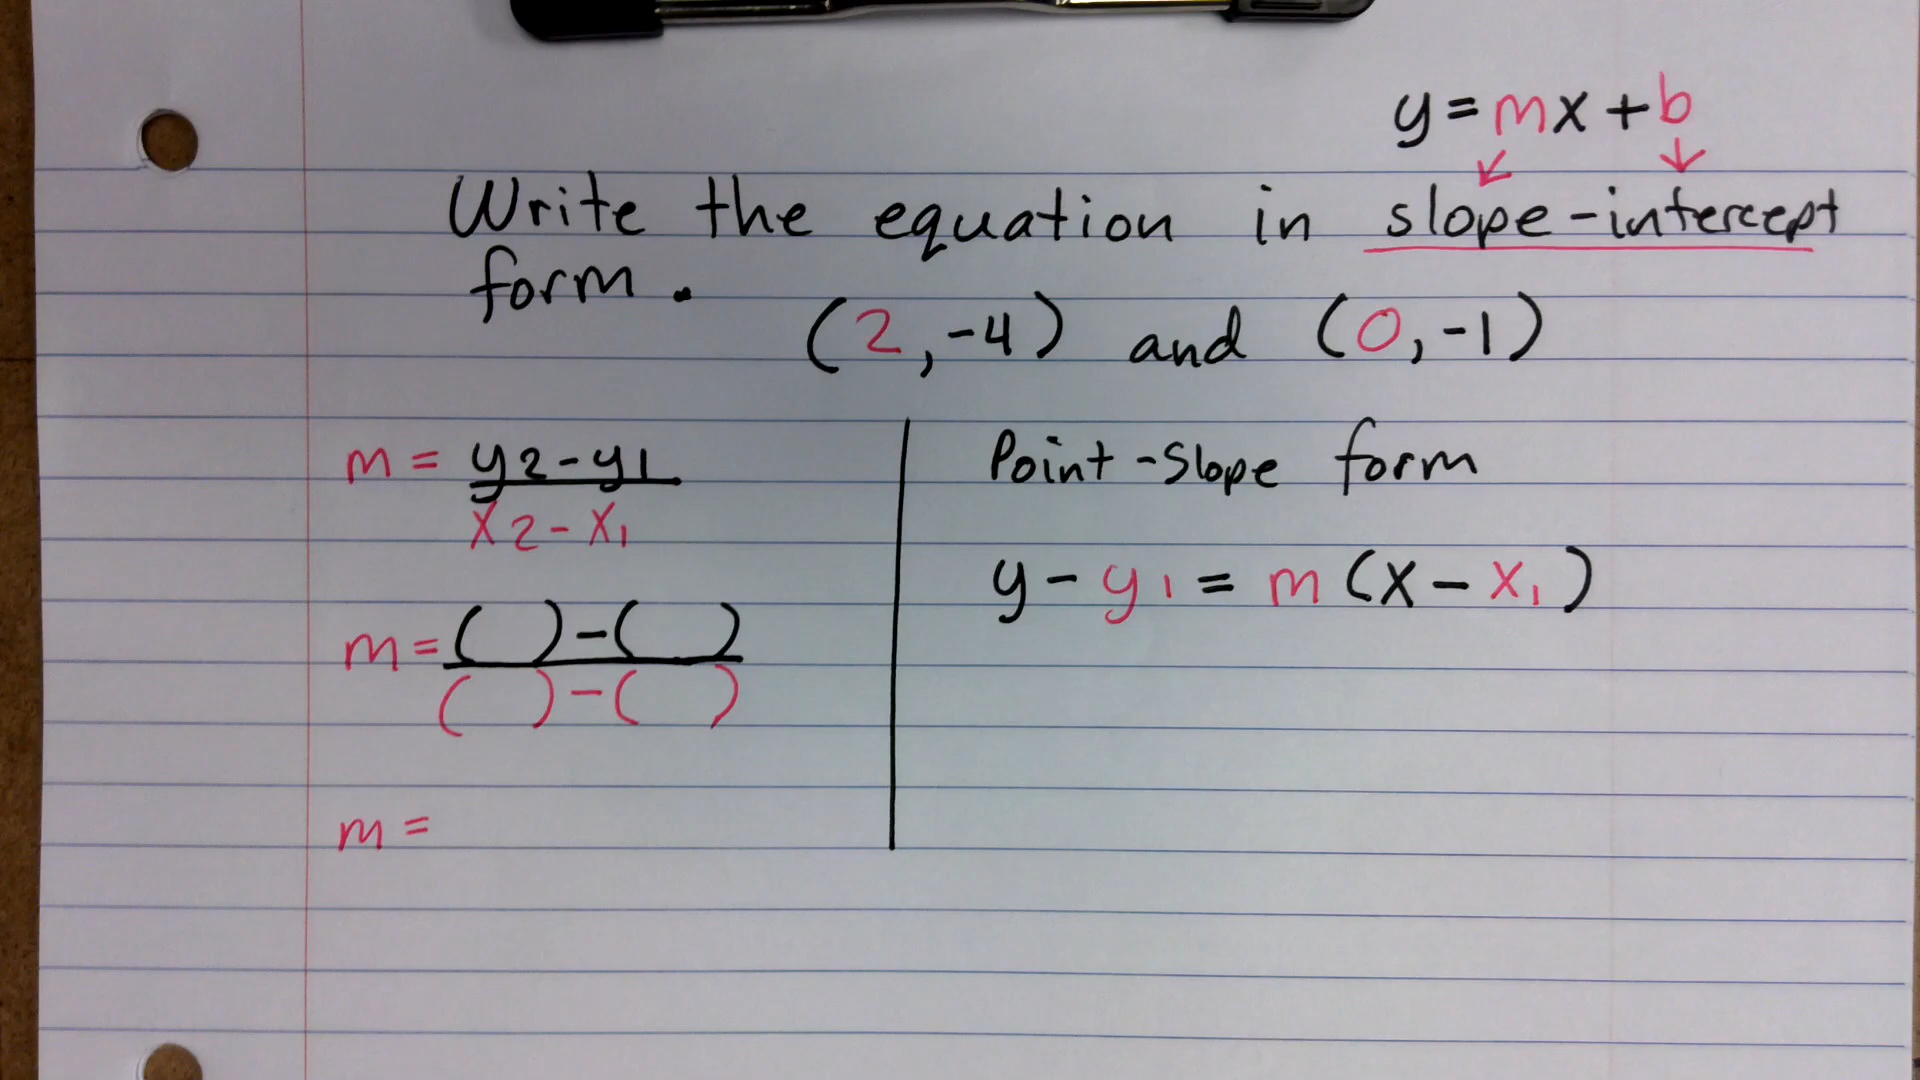 y = mx + b
↙ ↓
Write the equation in slope-intercept
form.
(2, -4) and (0, -1)
m = y2 - y1
x2 - x1
m = ( ) - ( )
( ) - ( )
m =
Point-Slope form
y - y1 = m (x - x1)